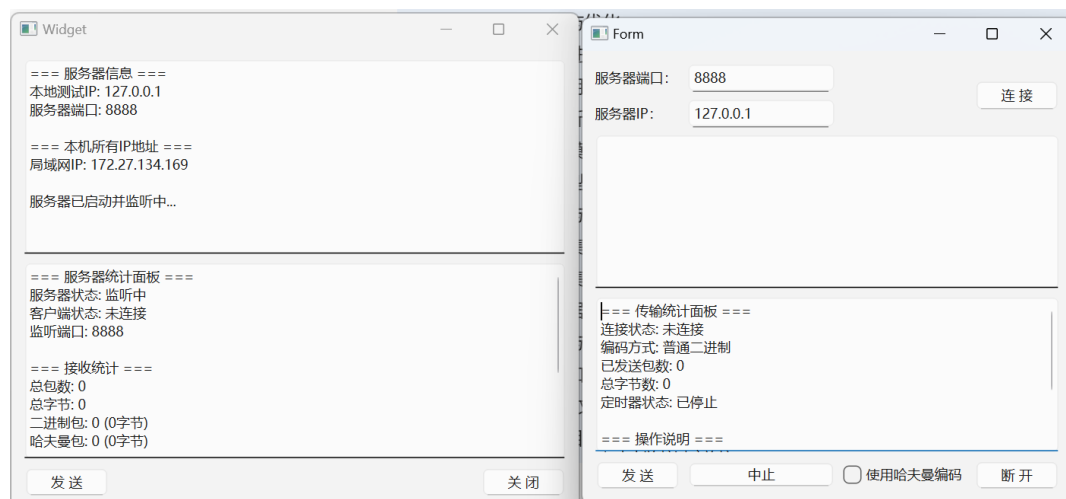 Widget
=== 服务器信息 ===
本地测试IP: 127.0.0.1
服务器端口: 8888
=== 本机所有IP地址 ===
局域网IP: 172.27.134.169
服务器已启动并监听中...
=== 服务器统计面板 ===
服务器状态: 监听中
客户端状态: 未连接
监听端口: 8888
=== 接收统计 ===
总包数: 0
总字节: 0
二进制包: 0 (0字节)
哈夫曼包: 0 (0字节)
发 送
关 闭
Form
服务器端口:
8888
连 接
服务器IP:
127.0.0.1
=== 传输统计面板 ===
连接状态: 未连接
编码方式: 普通二进制
已发送包数: 0
总字节数: 0
定时器状态: 已停止
=== 操作说明 ===
发 送
中止
使用哈夫曼编码
断 开